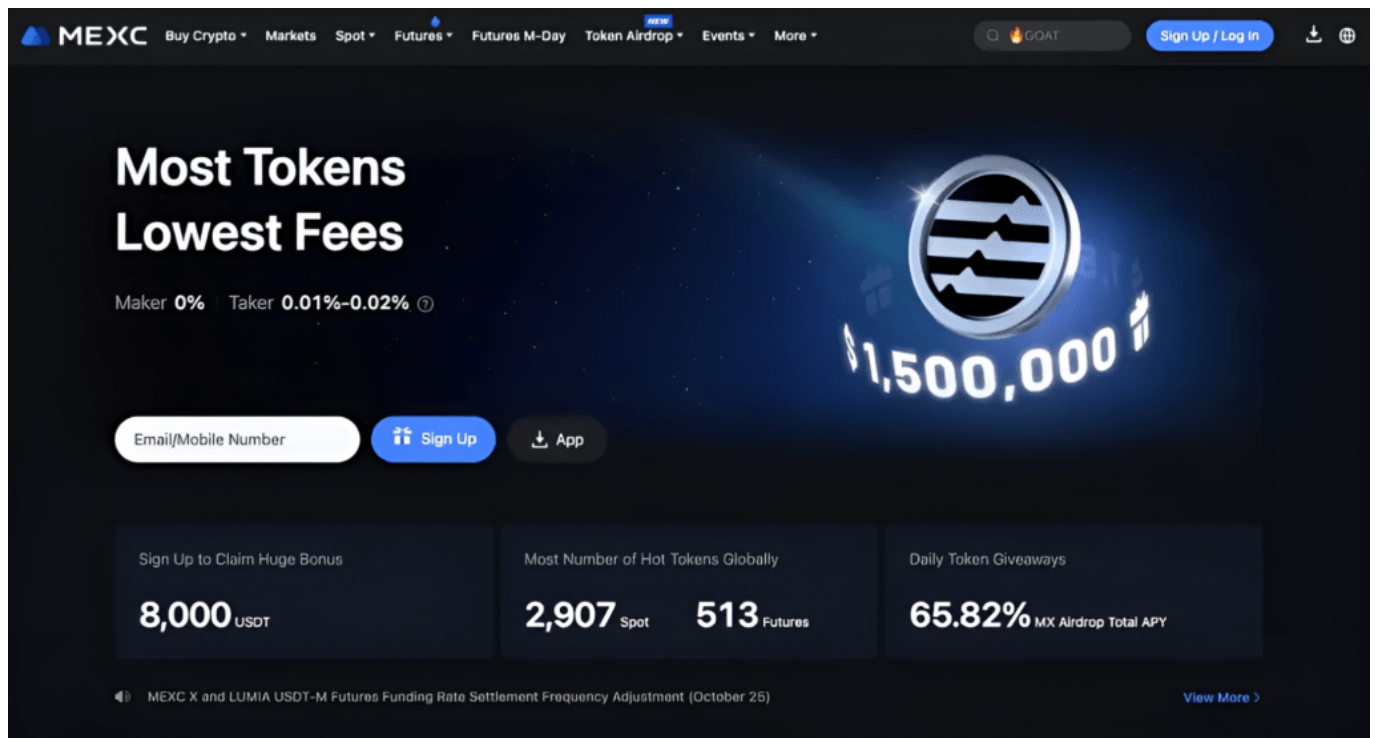 MEXC Buy Crypto Markets Spot Futures Futures M-Day Token Airdrop NEW Events More GOAT Sign Up / Log In
Most Tokens
Lowest Fees
Maker 0% | Taker 0.01%-0.02% ?
$1,500,000
Email/Mobile Number Sign Up App
Sign Up to Claim Huge Bonus
8,000 USDT
Most Number of Hot Tokens Globally
2,907 Spot 513 Futures
Daily Token Giveaways
65.82% MX Airdrop Total APY
MEXC X and LUMIA USDT-M Futures Funding Rate Settlement Frequency Adjustment (October 25) View More >